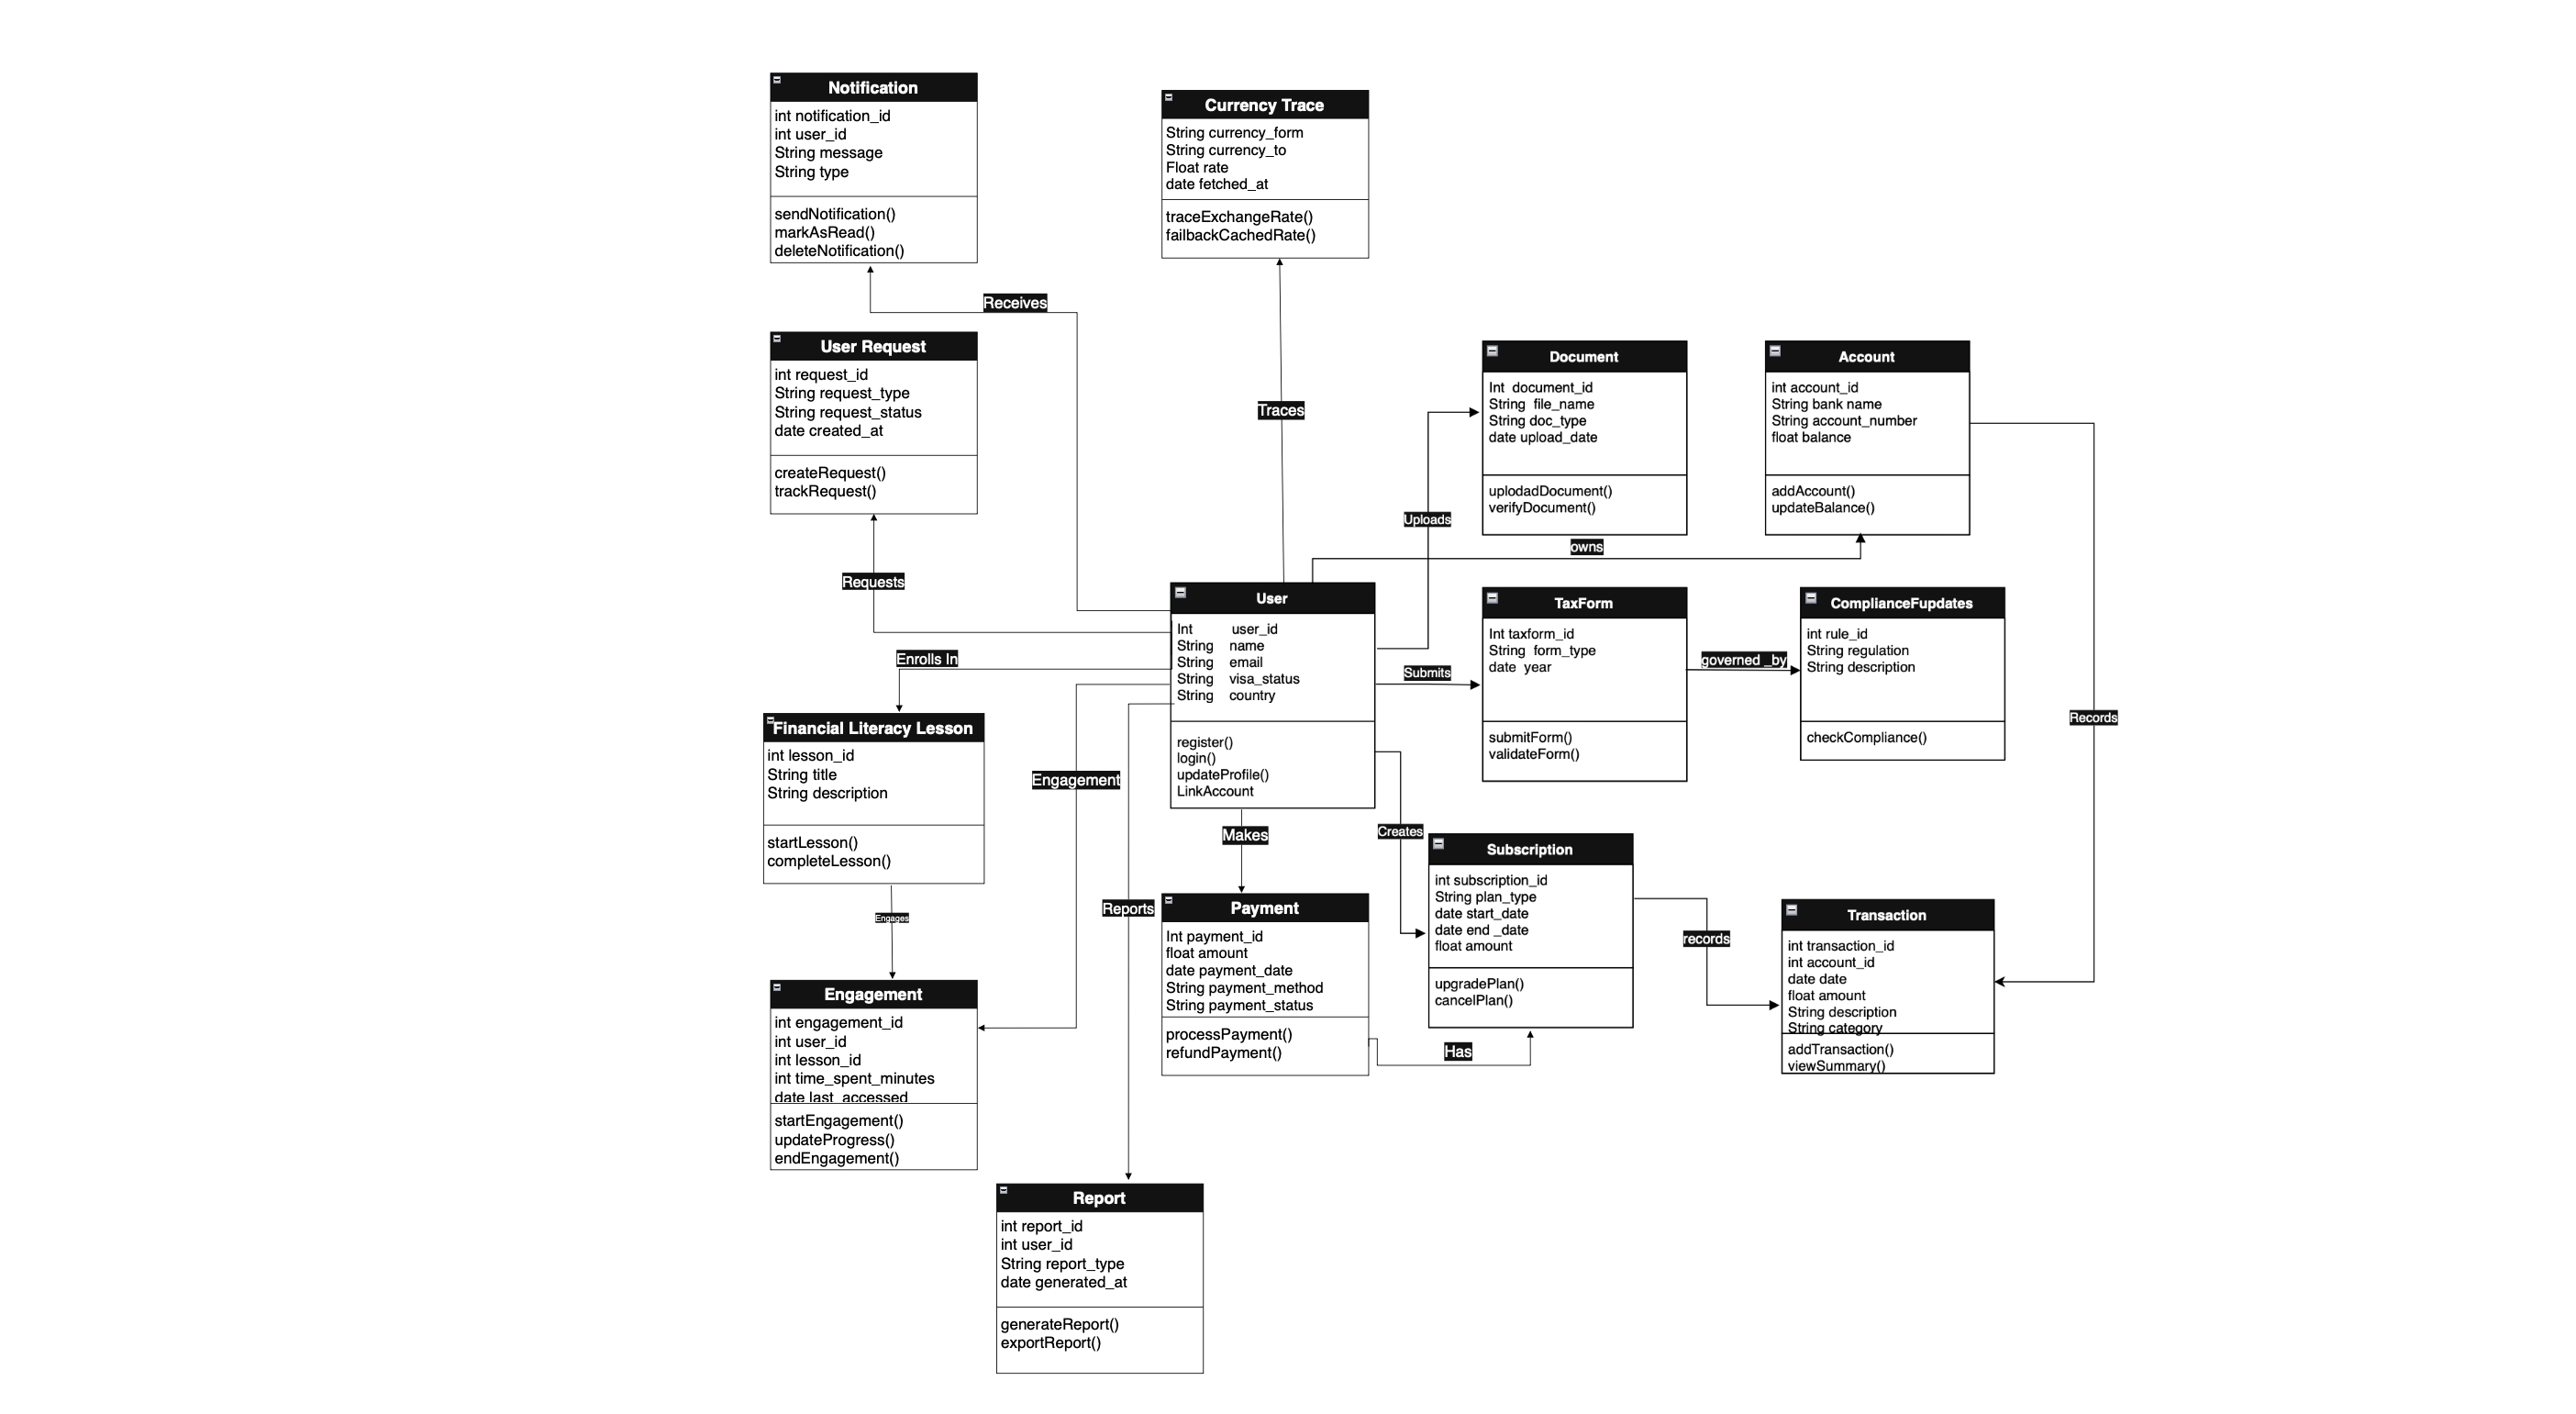 Notification
int notification_id
int user_id
String message
String type
sendNotification()
markAsRead()
deleteNotification()
Currency Trace
String currency_form
String currency_to
Float rate
date fetched_at
traceExchangeRate()
failbackCachedRate()
Receives
User Request
int request_id
String request_type
String request_status
date created_at
createRequest()
trackRequest()
Traces
Document
Int document_id
String file_name
String doc_type
date upload_date
uplodadDocument()
verifyDocument()
Account
int account_id
String bank name
String account_number
float balance
addAccount()
updateBalance()
Uploads
owns
Requests
User
Int user_id
String name
String email
String visa_status
String country
register()
login()
updateProfile()
LinkAccount
TaxForm
Int taxform_id
String form_type
date year
submitForm()
validateForm()
ComplianceFupdates
int rule_id
String regulation
String description
checkCompliance()
Enrolls In
Submits
governed _by
Records
Financial Literacy Lesson
int lesson_id
String title
String description
startLesson()
completeLesson()
Engagement
Makes
Creates
Subscription
int subscription_id
String plan_type
date start_date
date end _date
float amount
upgradePlan()
cancelPlan()
Engages
Reports
Payment
Int payment_id
float amount
date payment_date
String payment_method
String payment_status
processPayment()
refundPayment()
records
Transaction
int transaction_id
int account_id
date date
float amount
String description
String category
addTransaction()
viewSummary()
Has
Engagement
int engagement_id
int user_id
int lesson_id
int time_spent_minutes
date last_accessed
startEngagement()
updateProgress()
endEngagement()
Report
int report_id
int user_id
String report_type
date generated_at
generateReport()
exportReport()